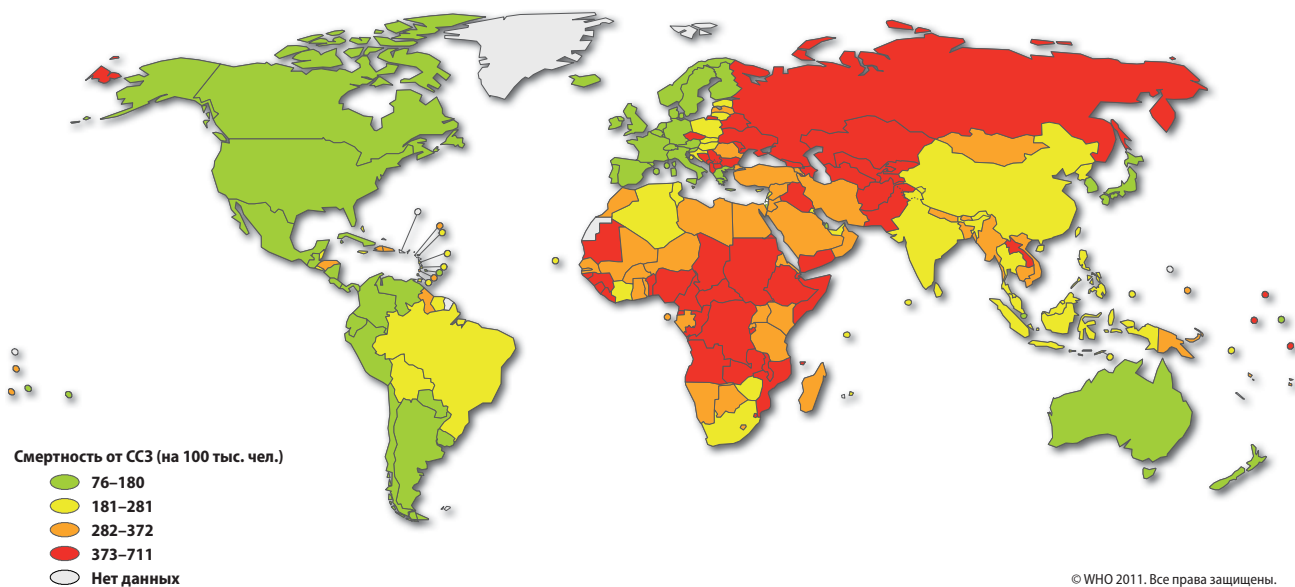 Смертность от ССЗ (на 100 тыс. чел.)
76–180
181–281
282–372
373–711
Нет данных
© WHO 2011. Все права защищены.